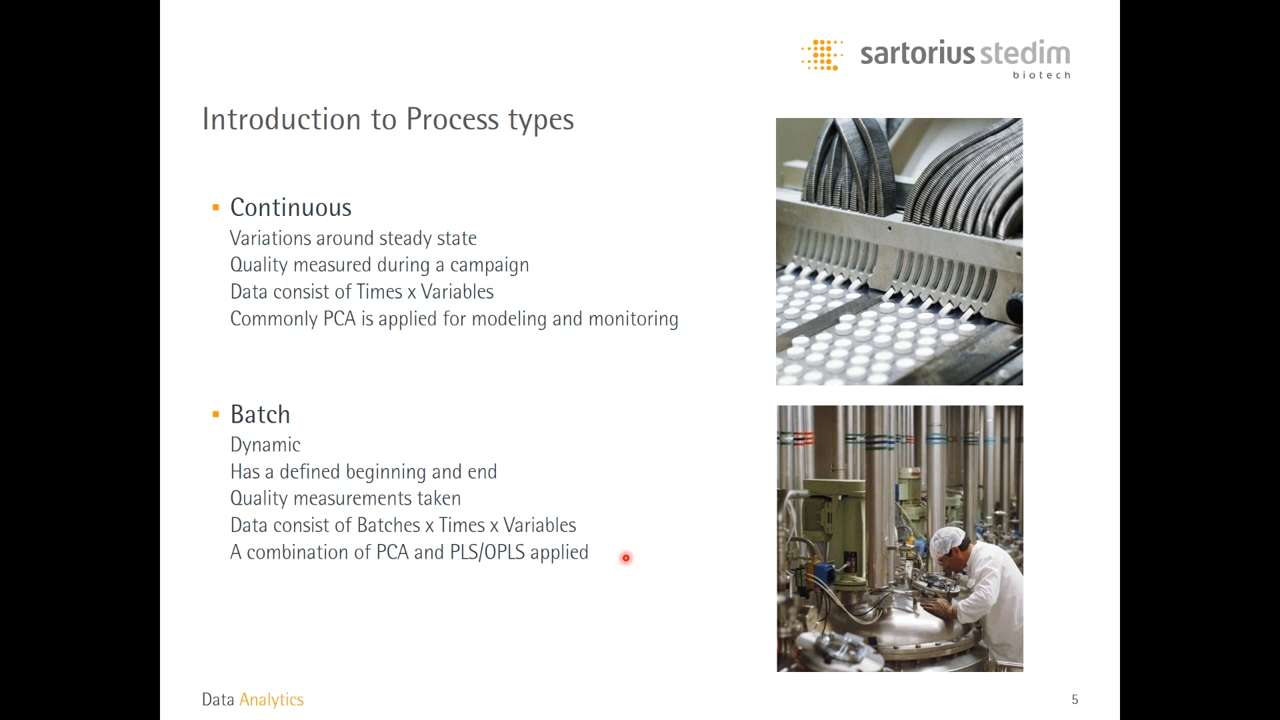 sartorius stedim
biotech
Introduction to Process types
Continuous
Variations around steady state
Quality measured during a campaign
Data consist of Times x Variables
Commonly PCA is applied for modeling and monitoring
Batch
Dynamic
Has a defined beginning and end
Quality measurements taken
Data consist of Batches x Times x Variables
A combination of PCA and PLS/OPLS applied
Data Analytics
5